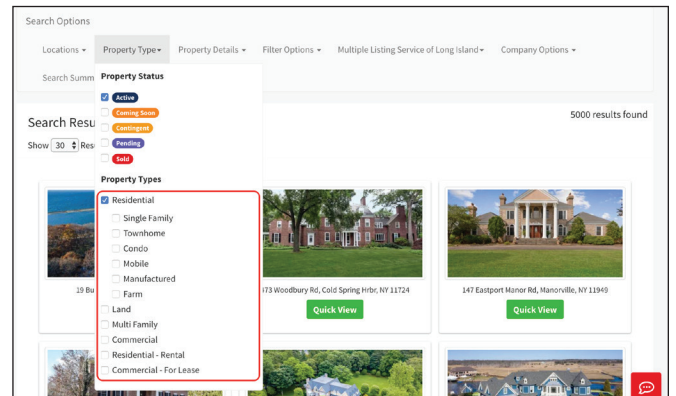 Search Options
Locations Property Type Property Details Filter Options Multiple Listing Service of Long Island Company Options
Search Summ
Property Status
Active
Coming Soon
Contingent
Pending
Sold
Search Resu
5000 results found
Show 30 Resu
Property Types
Residential
Single Family
Townhome
Condo
Mobile
Manufactured
Farm
Land
Multi Family
Commercial
Residential - Rental
Commercial - For Lease
19 Bu
73 Woodbury Rd, Cold Spring Hrbr, NY 11724
Quick View
147 Eastport Manor Rd, Manorville, NY 11949
Quick View